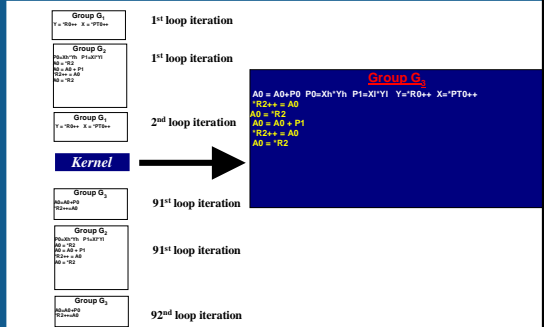 Group G1
Y = *R0++ X = *PT0++
1st loop iteration
Group G2
P0=Xh*Yh P1=Xl*Yl
A0 = *R2
A0 = A0 + P1
*R2++ = A0
A0 = *R2
1st loop iteration
Group G1
Y = *R0++ X = *PT0++
2nd loop iteration
Kernel
Group G3
A0 = A0+P0 P0=Xh*Yh P1=Xl*Yl Y=*R0++ X=*PT0++
*R2++ = A0
A0 = *R2
A0 = A0 + P1
*R2++ = A0
A0 = *R2
Group G3
A0=A0+P0
*R2++=A0
91st loop iteration
Group G2
P0=Xh*Yh P1=Xl*Yl
A0 = *R2
A0 = A0 + P1
*R2++ = A0
A0 = *R2
91st loop iteration
Group G3
A0=A0+P0
*R2++=A0
92nd loop iteration